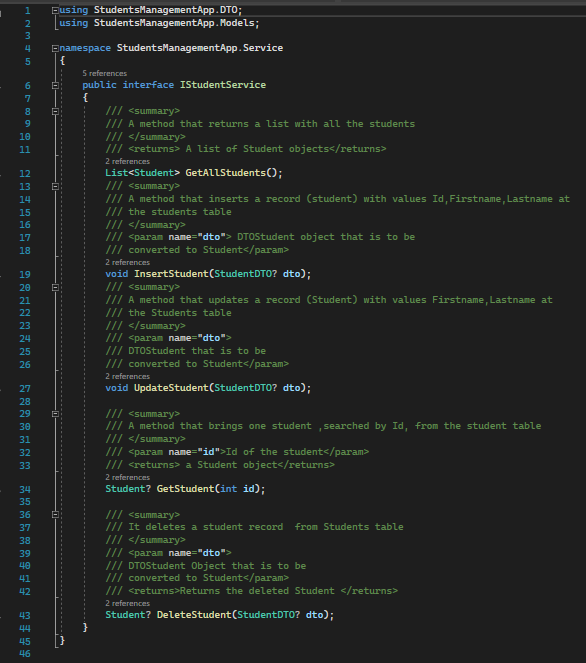 1 using StudentsManagementApp.DTO;
2 using StudentsManagementApp.Models;
3
4 namespace StudentsManagementApp.Service
5 {
5 references
6 public interface IStudentService
7 {
8 /// <summary>
9 /// A method that returns a list with all the students
10 /// </summary>
11 /// <returns> A list of Student objects</returns>
2 references
12 List<Student> GetAllStudents();
13 /// <summary>
14 /// A method that inserts a record (student) with values Id,Firstname,Lastname at
15 /// the students table
16 /// </summary>
17 /// <param name="dto"> DTOStudent object that is to be
18 /// converted to Student</param>
2 references
19 void InsertStudent(StudentDTO? dto);
20 /// <summary>
21 /// A method that updates a record (Student) with values Firstname,Lastname at
22 /// the Students table
23 /// </summary>
24 /// <param name="dto">
25 /// DTOStudent that is to be
26 /// converted to Student</param>
2 references
27 void UpdateStudent(StudentDTO? dto);
28
29 /// <summary>
30 /// A method that brings one student ,searched by Id, from the student table
31 /// </summary>
32 /// <param name="id">Id of the student</param>
33 /// <returns> a Student object</returns>
2 references
34 Student? GetStudent(int id);
35
36 /// <summary>
37 /// It deletes a student record  from Students table
38 /// </summary>
39 /// <param name="dto">
40 /// DTOStudent Object that is to be
41 /// converted to Student</param>
42 /// <returns>Returns the deleted Student </returns>
2 references
43 Student? DeleteStudent(StudentDTO? dto);
44 }
45 }
46